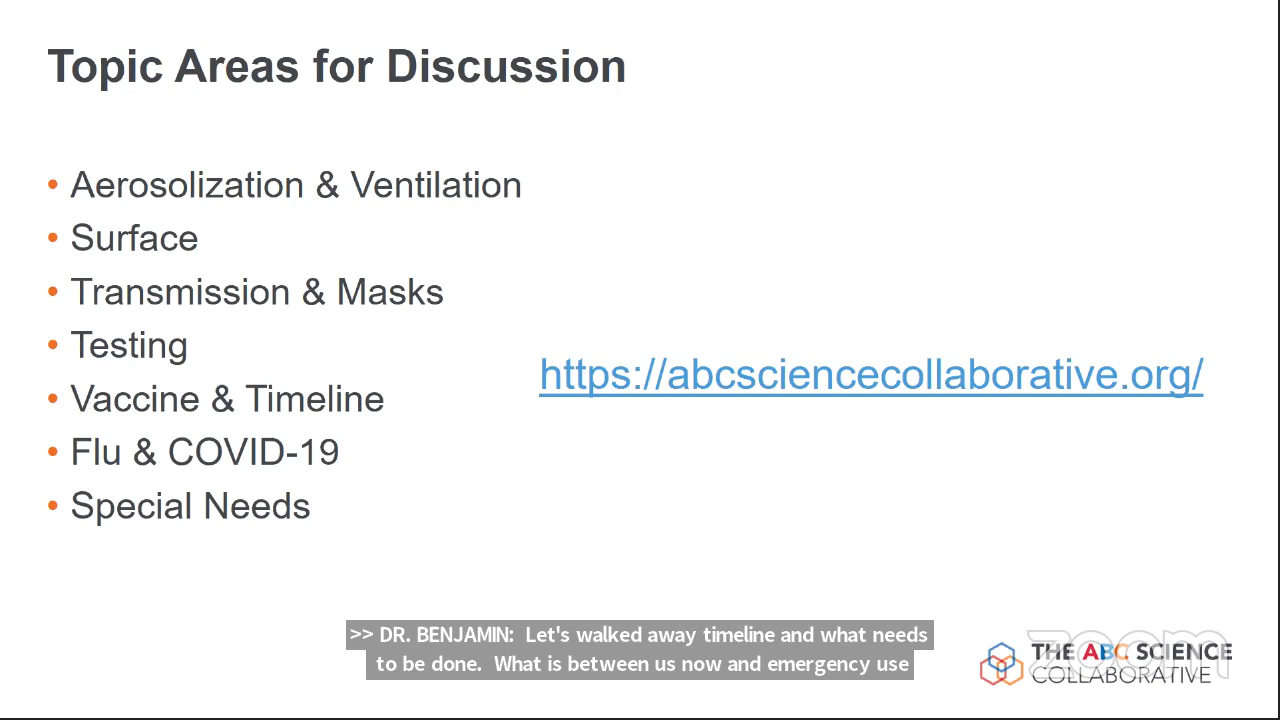 Topic Areas for Discussion
• Aerosolization & Ventilation
• Surface
• Transmission & Masks
• Testing
• Vaccine & Timeline
• Flu & COVID-19
• Special Needs
https://abcsciencecollaborative.org/
>> DR. BENJAMIN: Let's walked away timeline and what needs
to be done. What is between us now and emergency use
THE ABC SCIENCE
COLLABORATIVE
zoom